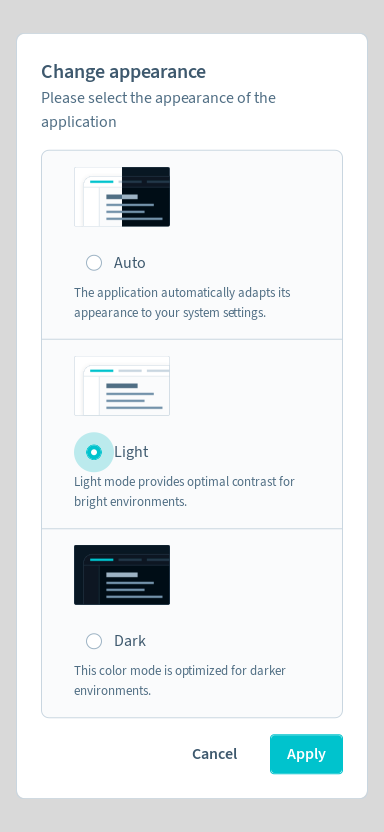 Change appearance
Please select the appearance of the
application
Auto
The application automatically adapts its
appearance to your system settings.
Light
Light mode provides optimal contrast for
bright environments.
Dark
This color mode is optimized for darker
environments.
Cancel
Apply